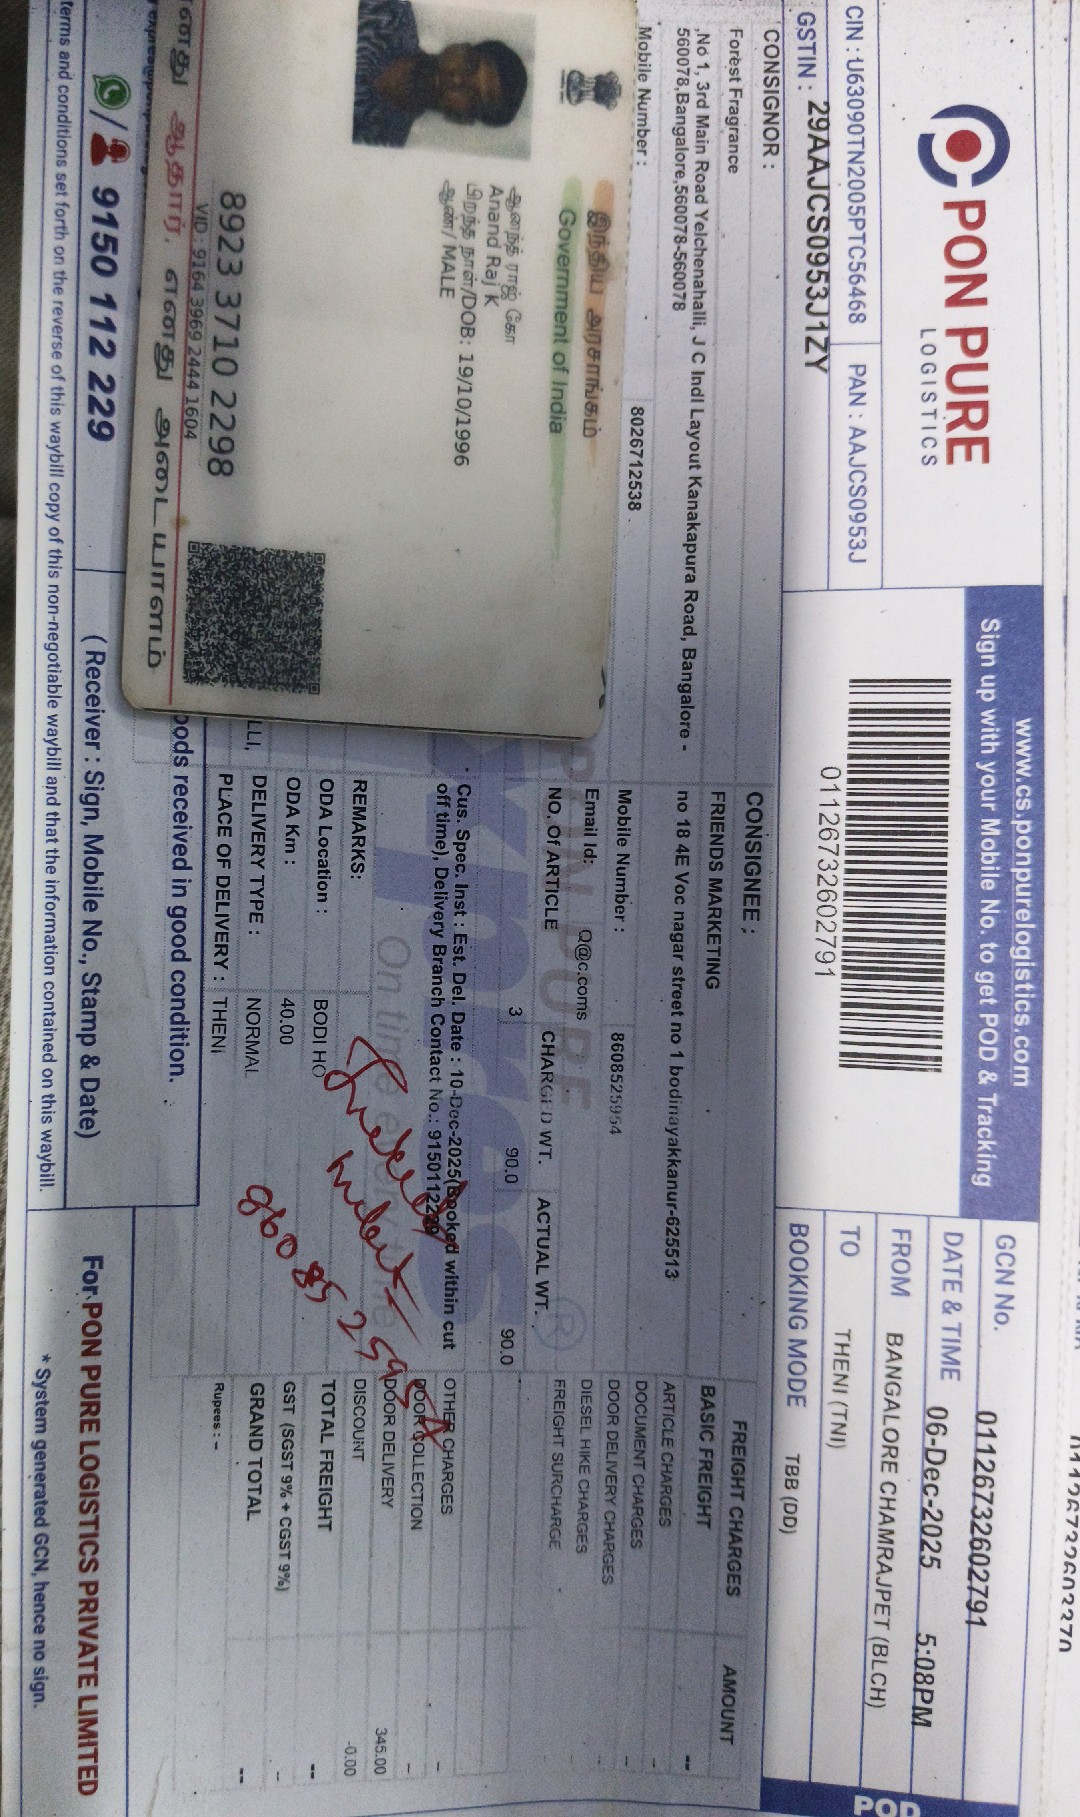 PON PURE
LOGISTICS
www.cs.ponpurelogistics.com
Sign up with your Mobile No. to get POD & Tracking
CIN : U63090TN2005PTC56468
PAN : AAJCS0953J
GSTIN : 29AAJCS0953J1ZY
011267732602791
GCN No. 011267732602791
DATE & TIME 06-Dec-2025 5:08PM
FROM BANGALORE CHAMRAJPET (BLCH)
TO THENI (TNI)
BOOKING MODE TBB (DD)
POD
CONSIGNOR :
Forest Fragrance
,No 1, 3rd Main Road Yelchenahalli, J C Indl Layout Kanakapura Road, Bangalore -
560078,Bangalore,560078-560078
Mobile Number : 8026712538
CONSIGNEE :
FRIENDS MARKETING
no 18 4E Voc nagar street no 1 bodinayakkanur-625513
Mobile Number : 8608525954
Email Id: Q@c.coms
NO. Of ARTICLE CHARGED WT. ACTUAL WT.
3 90.0 90.0
PON PURE
xpres
®
Cus. Spec. Inst : Est. Del. Date : 10-Dec-2025(Booked within cut
off time), Delivery Branch Contact No.: 9150112229
REMARKS:
ODA Location : BODI HO
ODA Km : 40.00
DELIVERY TYPE : NORMAL
PLACE OF DELIVERY : THENI
LLI,
86085 25954
FREIGHT CHARGES AMOUNT
BASIC FREIGHT --
ARTICLE CHARGES -
DOCUMENT CHARGES -
DOOR DELIVERY CHARGES -
DIESEL HIKE CHARGES -
FREIGHT SURCHARGE -
OTHER CHARGES -
DOOR COLLECTION -
DOOR DELIVERY 345.00
DISCOUNT -0.00
TOTAL FREIGHT --
GST (SGST 9% + CGST 9%) --
GRAND TOTAL --
Rupees : --
இந்திய அரசாங்கம்
Government of India
ஆனந்த் ராஜ் கே
Anand Raj K
பிறந்த நாள்/DOB: 19/10/1996
ஆண்/ MALE
8923 3710 2298
VID : 9164 3969 2444 1604
எனது ஆதார், எனது அடையாளம்
oods received in good condition.
/ 9150 112 229
( Receiver : Sign, Mobile No., Stamp & Date)
For PON PURE LOGISTICS PRIVATE LIMITED
terms and conditions set forth on the reverse of this waybill copy of this non-negotiable waybill and that the information contained on this waybill.
* System generated GCN, hence no sign.